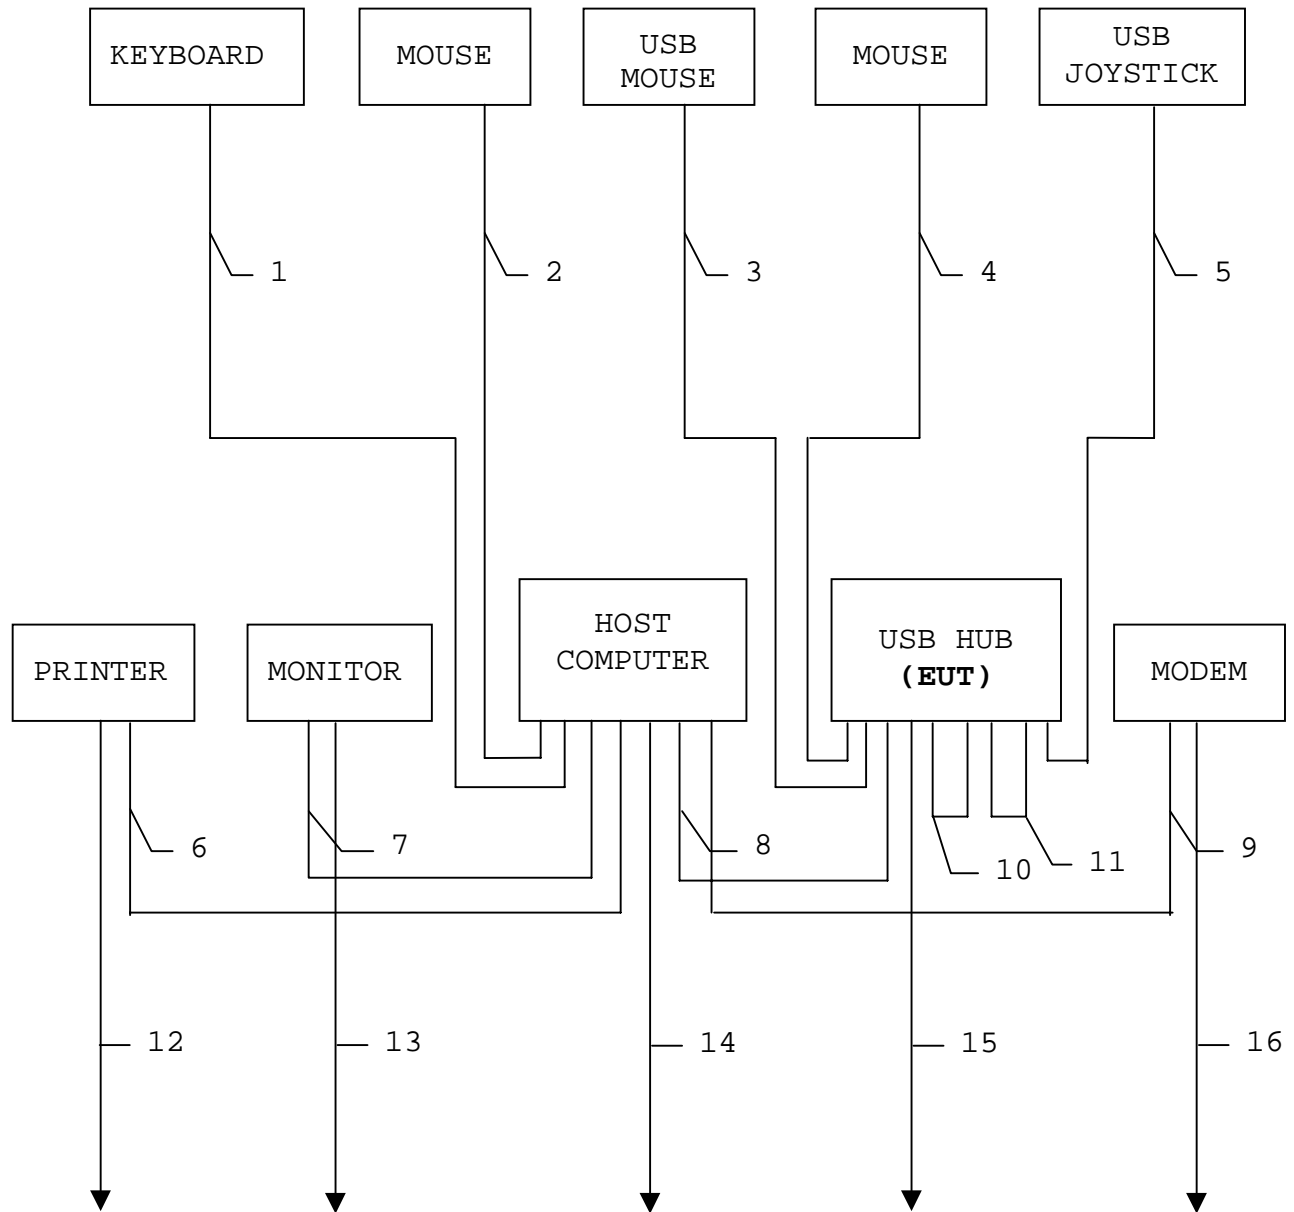 KEYBOARD
MOUSE
USB
MOUSE
MOUSE
USB
JOYSTICK
1
2
3
4
5
PRINTER
MONITOR
HOST
COMPUTER
USB HUB
(EUT)
MODEM
6
7
8
10
11
9
12
13
14
15
16